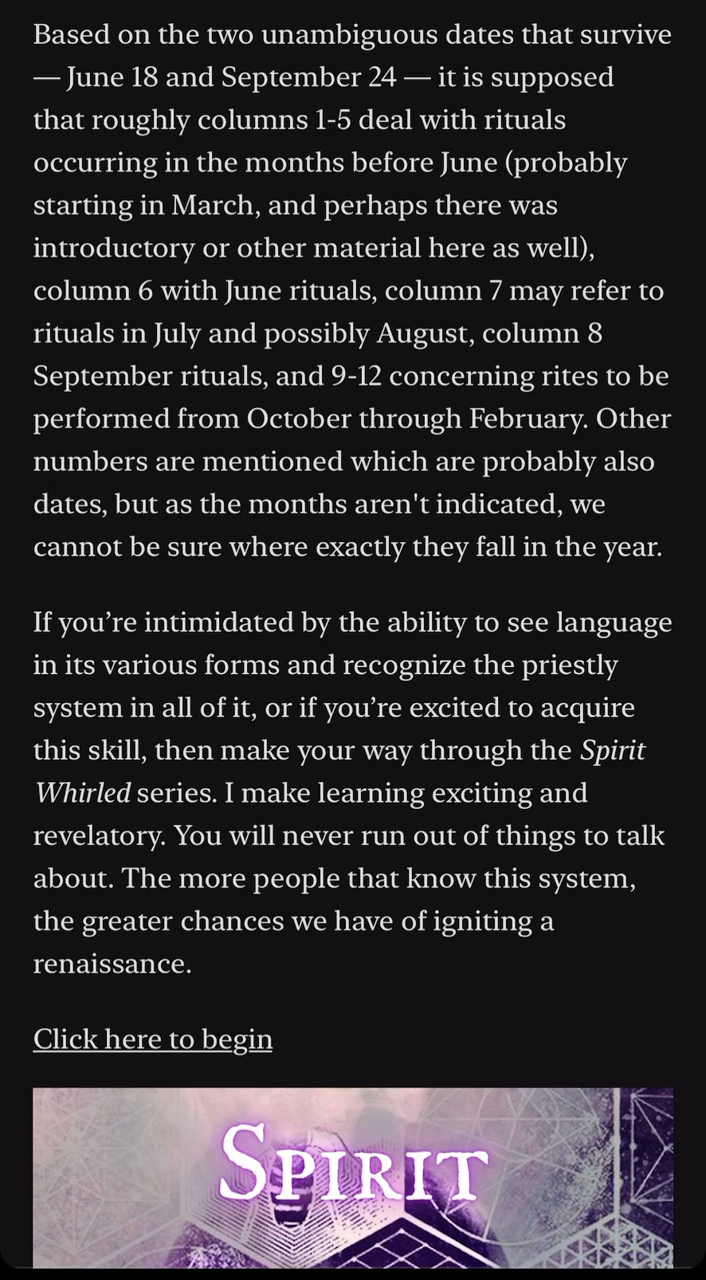 Based on the two unambiguous dates that survive
— June 18 and September 24 — it is supposed
that roughly columns 1-5 deal with rituals
occurring in the months before June (probably
starting in March, and perhaps there was
introductory or other material here as well),
column 6 with June rituals, column 7 may refer to
rituals in July and possibly August, column 8
September rituals, and 9-12 concerning rites to be
performed from October through February. Other
numbers are mentioned which are probably also
dates, but as the months aren't indicated, we
cannot be sure where exactly they fall in the year.
If you’re intimidated by the ability to see language
in its various forms and recognize the priestly
system in all of it, or if you’re excited to acquire
this skill, then make your way through the Spirit
Whirled series. I make learning exciting and
revelatory. You will never run out of things to talk
about. The more people that know this system,
the greater chances we have of igniting a
renaissance.
Click here to begin
SPIRIT